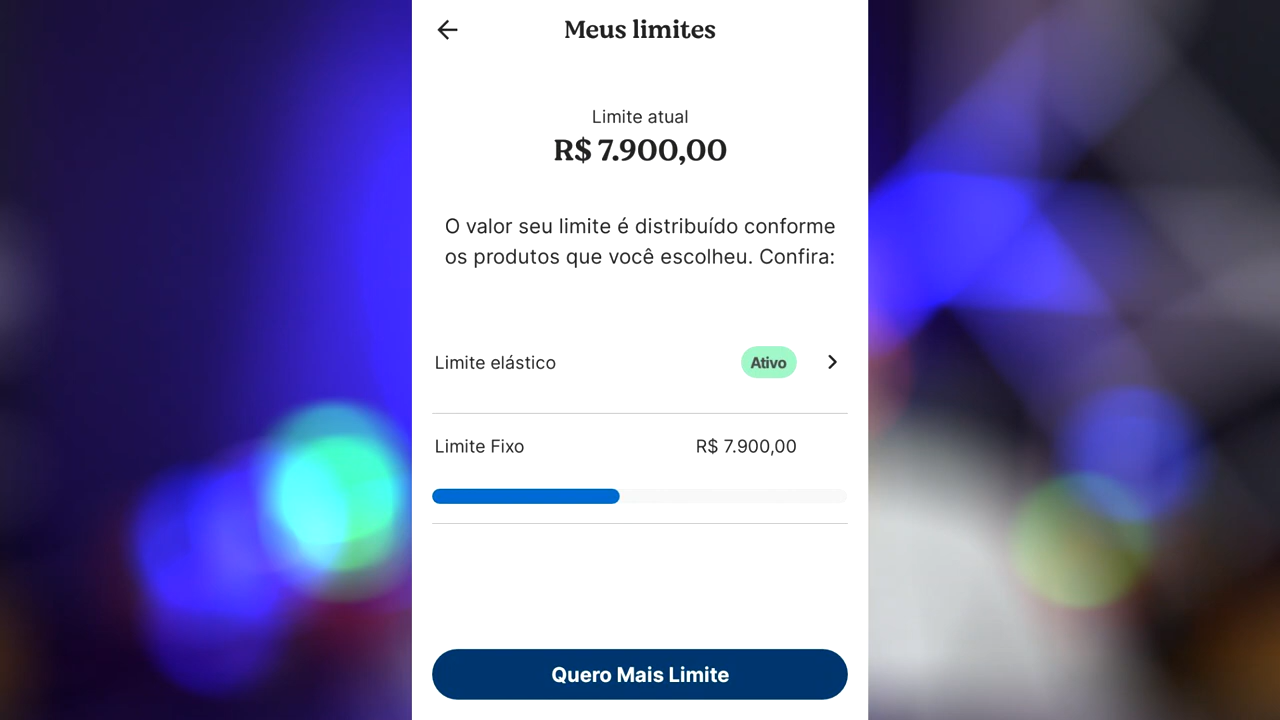 Meus limites
Limite atual
R$ 7.900,00
O valor seu limite é distribuído conforme
os produtos que você escolheu. Confira:
Limite elástico Ativo
Limite Fixo R$ 7.900,00
Quero Mais Limite